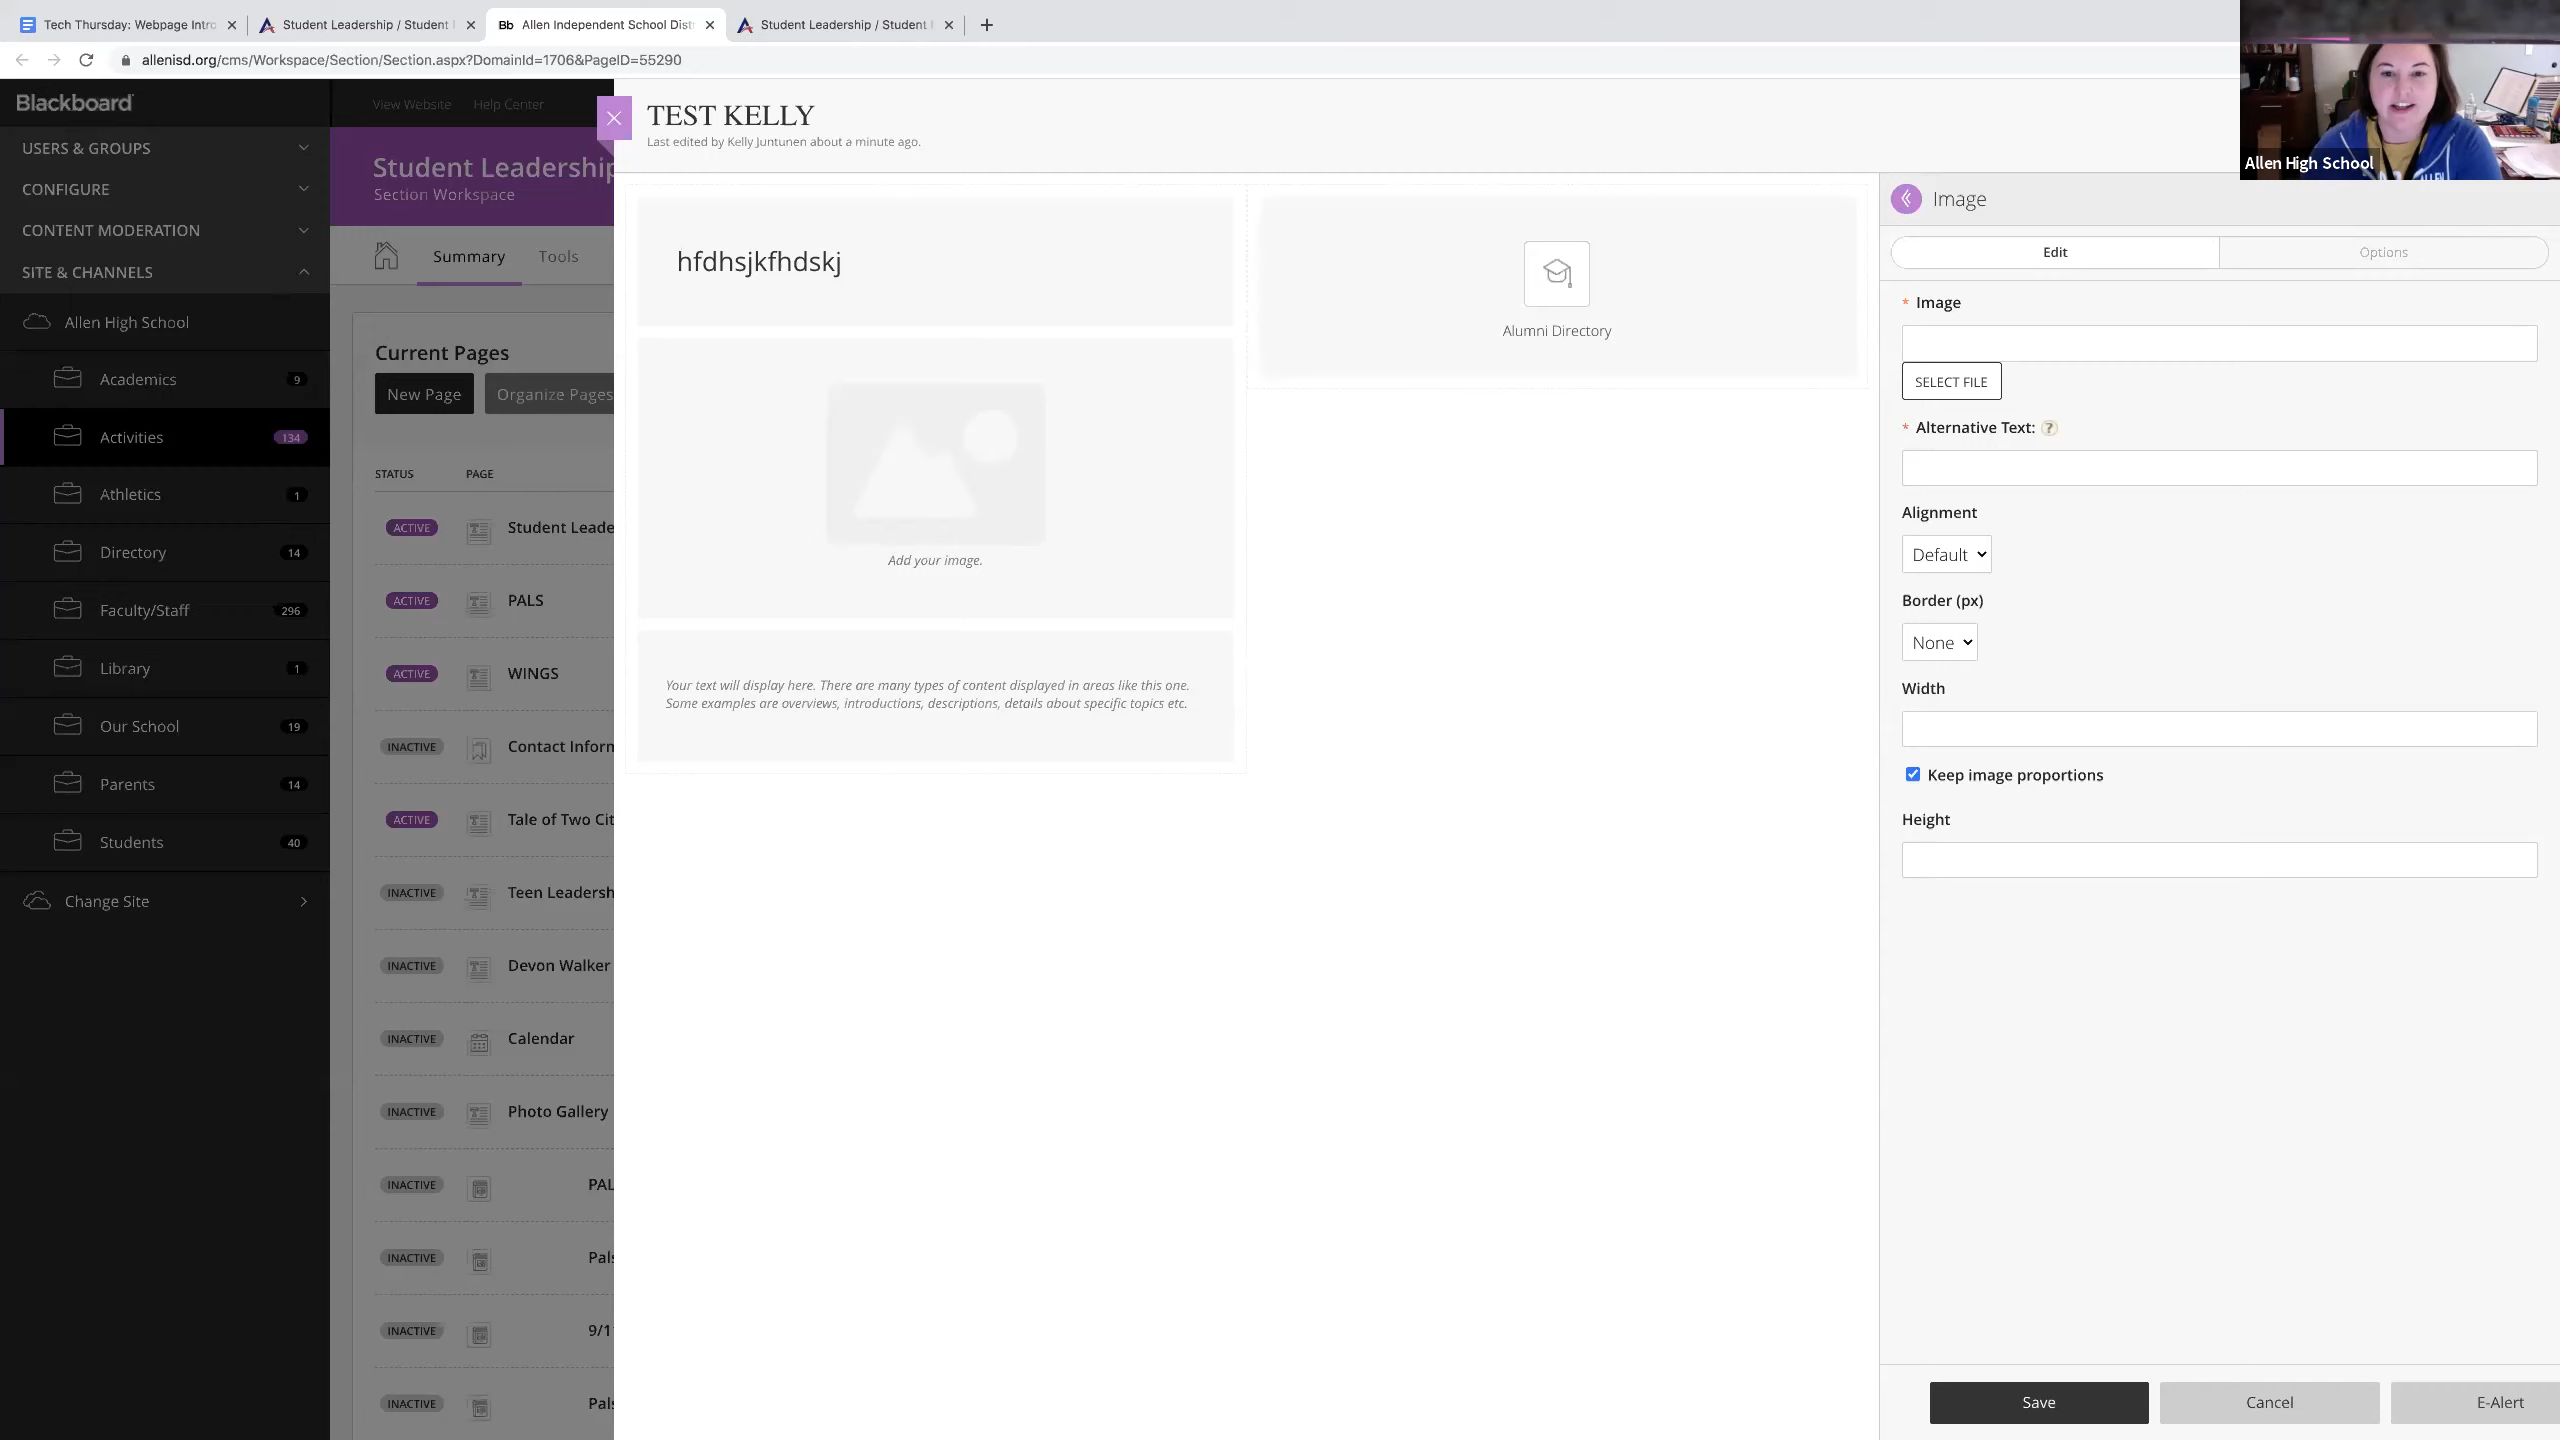 Tech Thursday: Webpage Intro
Student Leadership / Student
Bb Allen Independent School Distr
Student Leadership / Student
allenisd.org/cms/Workspace/Section/Section.aspx?DomainId=1706&PageID=55290
Allen High School
Blackboard
USERS & GROUPS
CONFIGURE
CONTENT MODERATION
SITE & CHANNELS
Allen High School
Academics 9
Activities 134
Athletics 1
Directory 14
Faculty/Staff 296
Library 1
Our School 19
Parents 14
Students 40
Change Site
View Website Help Center
Student Leadership
Section Workspace
Summary Tools
Current Pages
New Page Organize Pages
STATUS PAGE
ACTIVE Student Leade
ACTIVE PALS
ACTIVE WINGS
INACTIVE Contact Inform
ACTIVE Tale of Two Cit
INACTIVE Teen Leadersh
INACTIVE Devon Walker
INACTIVE Calendar
INACTIVE Photo Gallery
INACTIVE PAL
INACTIVE Pals
INACTIVE 9/1
INACTIVE Pals
TEST KELLY
Last edited by Kelly Juntunen about a minute ago.
hfdhsjkfhdskj
Add your image.
Your text will display here. There are many types of content displayed in areas like this one.
Some examples are overviews, introductions, descriptions, details about specific topics etc.
Alumni Directory
Image
Edit Options
* Image
SELECT FILE
* Alternative Text: ?
Alignment
Default
Border (px)
None
Width
Keep image proportions
Height
Save Cancel E-Alert